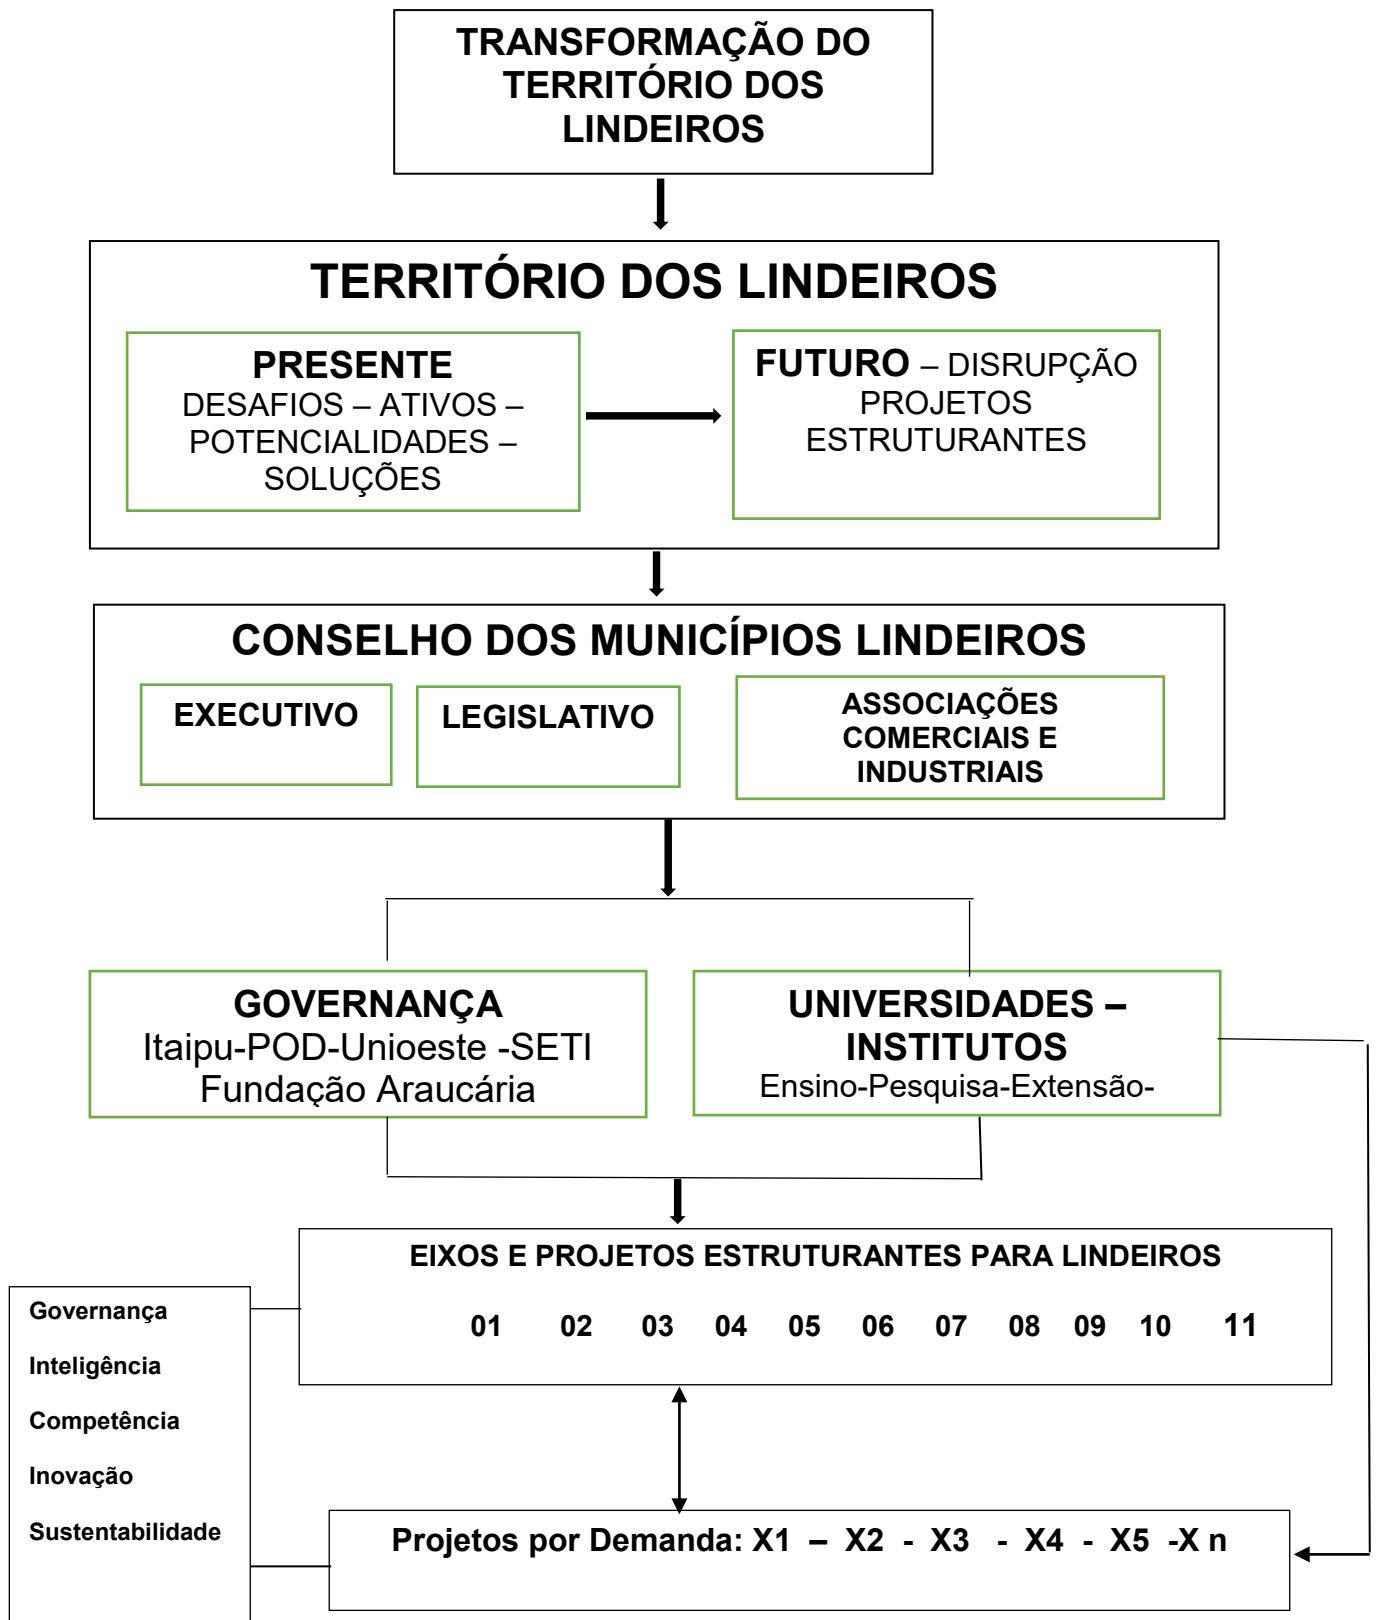 TRANSFORMAÇÃO DO
TERRITÓRIO DOS
LINDEIROS
TERRITÓRIO DOS LINDEIROS
PRESENTE
DESAFIOS – ATIVOS –
POTENCIALIDADES –
SOLUÇÕES
FUTURO – DISRUPÇÃO
PROJETOS
ESTRUTURANTES
CONSELHO DOS MUNICÍPIOS LINDEIROS
EXECUTIVO
LEGISLATIVO
ASSOCIAÇÕES
COMERCIAIS E
INDUSTRIAIS
GOVERNANÇA
Itaipu-POD-Unioeste -SETI
Fundação Araucária
UNIVERSIDADES –
INSTITUTOS
Ensino-Pesquisa-Extensão-
EIXOS E PROJETOS ESTRUTURANTES PARA LINDEIROS
01 02 03 04 05 06 07 08 09 10 11
Governança
Inteligência
Competência
Inovação
Sustentabilidade
Projetos por Demanda: X1 – X2 - X3 - X4 - X5 -X n